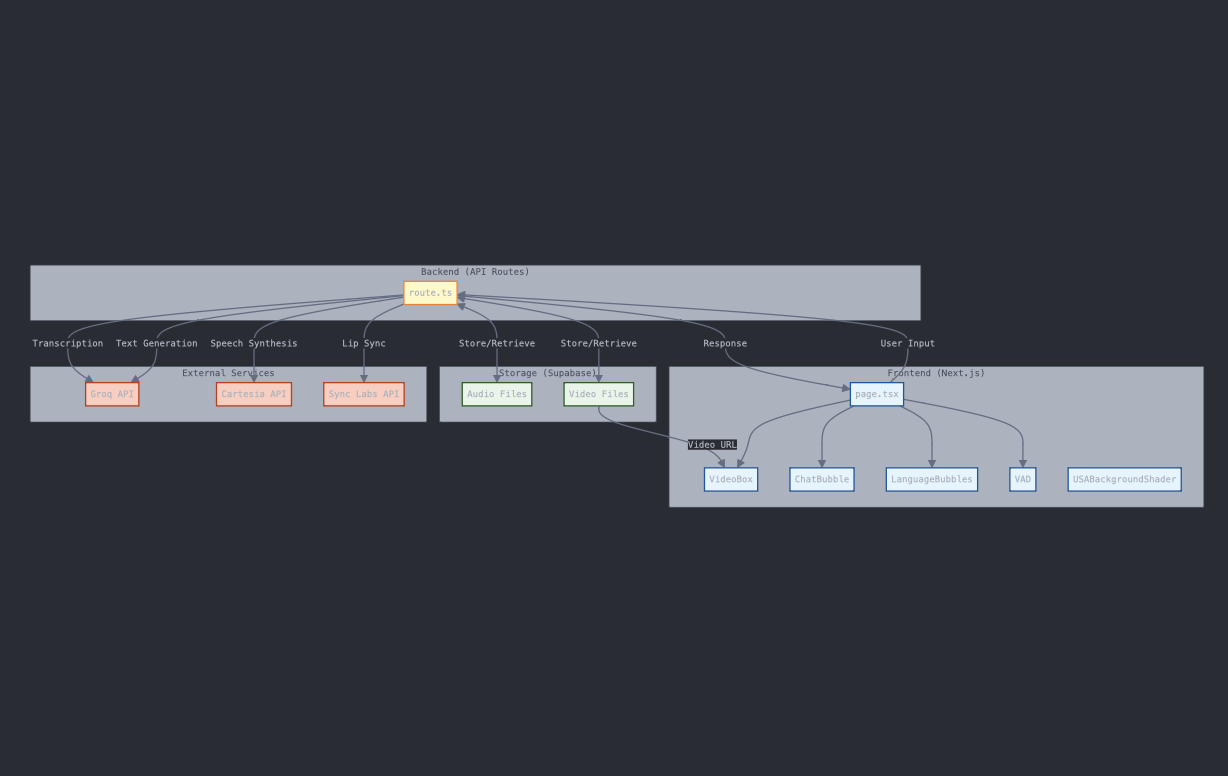 Backend (API Routes)
route.ts
Transcription
Text Generation
Speech Synthesis
Lip Sync
Store/Retrieve
Store/Retrieve
Response
User Input
External Services
Groq API
Cartesia API
Sync Labs API
Storage (Supabase)
Audio Files
Video Files
Frontend (Next.js)
page.tsx
Video URL
VideoBox
ChatBubble
LanguageBubbles
VAD
USABackgroundShader